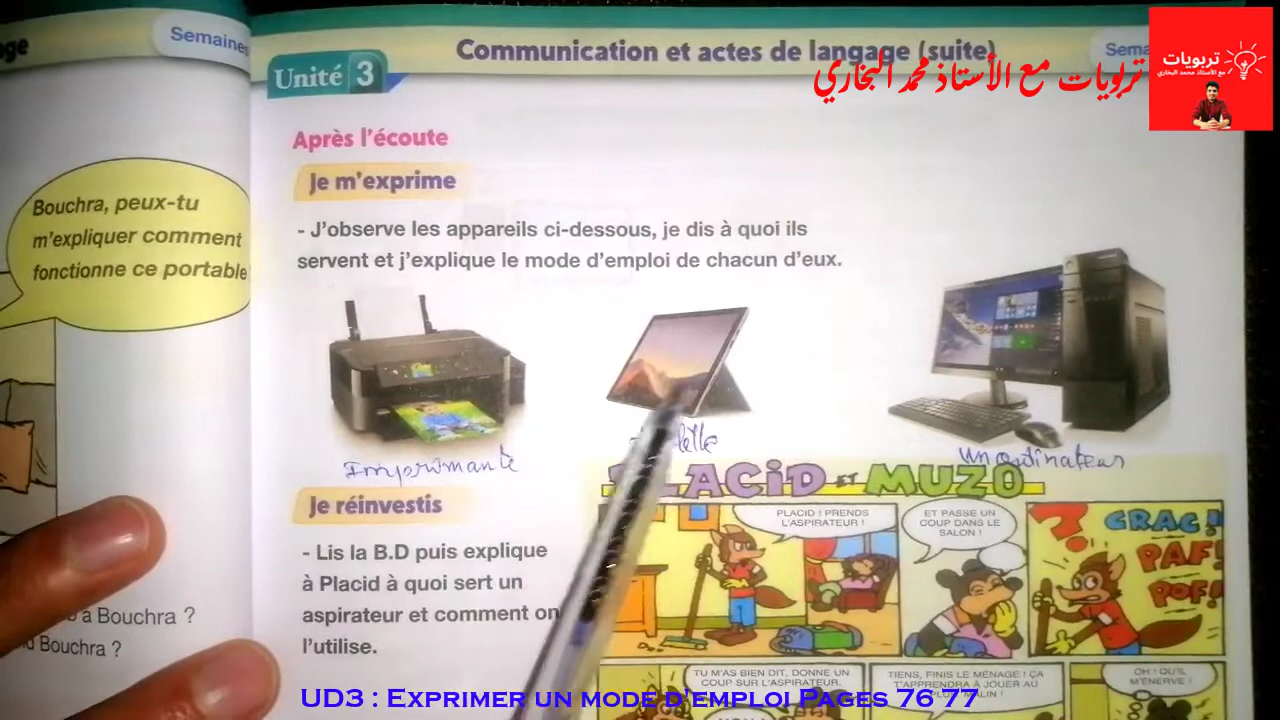 age
Semaines
Bouchra, peux-tu
m'expliquer comment
fonctionne ce portable
à Bouchra ?
Bouchra ?
Unité 3
Communication et actes de langage (suite)
Sema
تربويات مع الأستاذ محمد البخاري
تربويات
مع الأستاذ محمد البخاري
Après l'écoute
Je m'exprime
- J'observe les appareils ci-dessous, je dis à quoi ils
servent et j'explique le mode d'emploi de chacun d'eux.
Imprimante
lette
Un ordinateur
Je réinvestis
- Lis la B.D puis explique
à Placid à quoi sert un
aspirateur et comment on
l'utilise.
PLACID ET MUZO
PLACID ! PRENDS
L'ASPIRATEUR !
ET PASSE UN
COUP DANS LE
SALON !
?
CRAC!
PAF!
POF!
TU M'AS BIEN DIT, DONNE UN
COUP SUR L'ASPIRATEUR.
TIENS, FINIS LE MENAGE ! ÇA
T'APPRENDRA À JOUER AU
OH ! QU'IL
M'ÉNERVE !
UD3 : Exprimer un mode d'emploi Pages 76 77